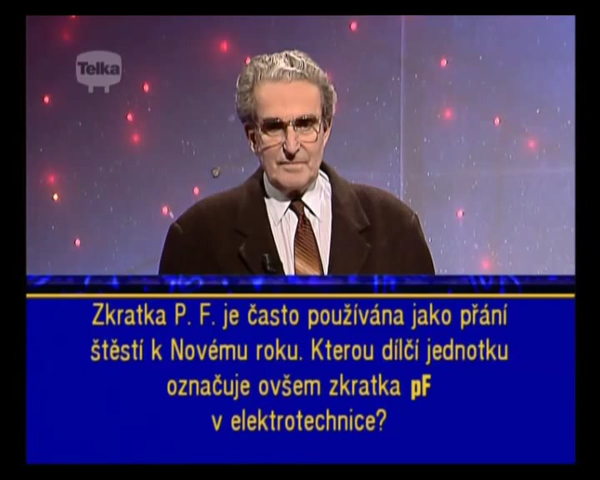 Telka
Zkratka P. F. je často používána jako přání
štěstí k Novému roku. Kterou dílčí jednotku
označuje ovšem zkratka pF
v elektrotechnice?